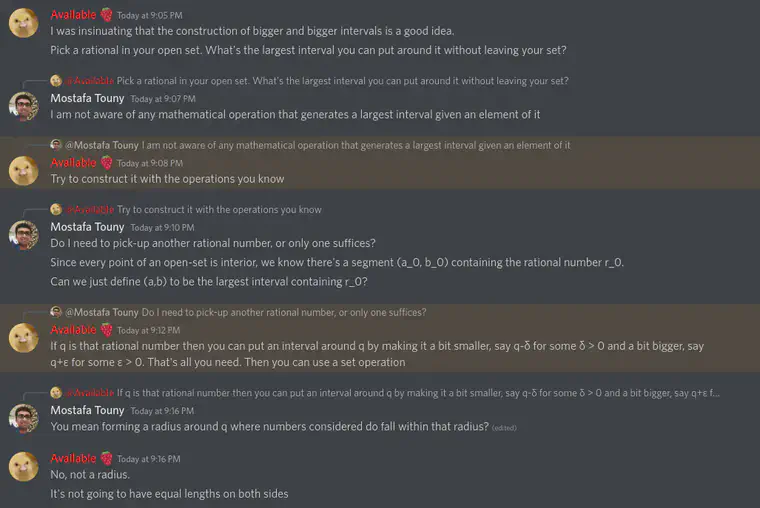 Available Today at 9:05 PM
I was insinuating that the construction of bigger and bigger intervals is a good idea.
Pick a rational in your open set. What's the largest interval you can put around it without leaving your set?
@Available Pick a rational in your open set. What's the largest interval you can put around it without leaving your set?
Mostafa Touny Today at 9:07 PM
I am not aware of any mathematical operation that generates a largest interval given an element of it
@Mostafa Touny I am not aware of any mathematical operation that generates a largest interval given an element of it
Available Today at 9:08 PM
Try to construct it with the operations you know
@Available Try to construct it with the operations you know
Mostafa Touny Today at 9:10 PM
Do I need to pick-up another rational number, or only one suffices?
Since every point of an open-set is interior, we know there's a segment (a_0, b_0) containing the rational number r_0.
Can we just define (a,b) to be the largest interval containing r_0?
@Mostafa Touny Do I need to pick-up another rational number, or only one suffices?
Available Today at 9:12 PM
If q is that rational number then you can put an interval around q by making it a bit smaller, say q-δ for some δ > 0 and a bit bigger, say
q+ε for some ε > 0. That's all you need. Then you can use a set operation
@Available If q is that rational number then you can put an interval around q by making it a bit smaller, say q-δ for some δ > 0 and a bit bigger, say q+ε f...
Mostafa Touny Today at 9:16 PM
You mean forming a radius around q where numbers considered do fall within that radius? (edited)
Available Today at 9:16 PM
No, not a radius.
It's not going to have equal lengths on both sides